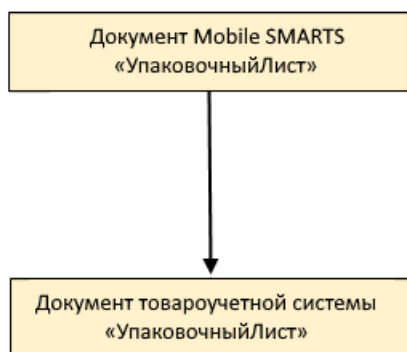 Документ Mobile SMARTS
«УпаковочныйЛист»
Документ товароучетной системы
«УпаковочныйЛист»